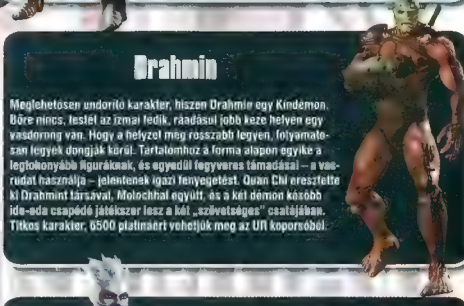 Drahmin
Meglehetősen undorító karakter, hiszen Drahmin egy Kíndémon.
Bőre nincs, testét az izmai fedik, ráadásul jobb keze helyén egy
vasdorong van. Hogy a helyzet még rosszabb legyen, folyamato-
san legyek dongják körül. Tartalomhoz a forma alapon egyike a
legtohonyább figuráknak, és egyedül fegyveres támadásai – a vas-
rudat használja – jelentenek igazi fenyegetést. Quan Chi eresztette
ki Drahmint társával, Molochhal együtt, és a két démon később
ide-oda csapódó játékszer lesz a két „szövetséges” csatájában.
Titkos karakter, 6500 platináért vehetjük meg az UR koporsóból.